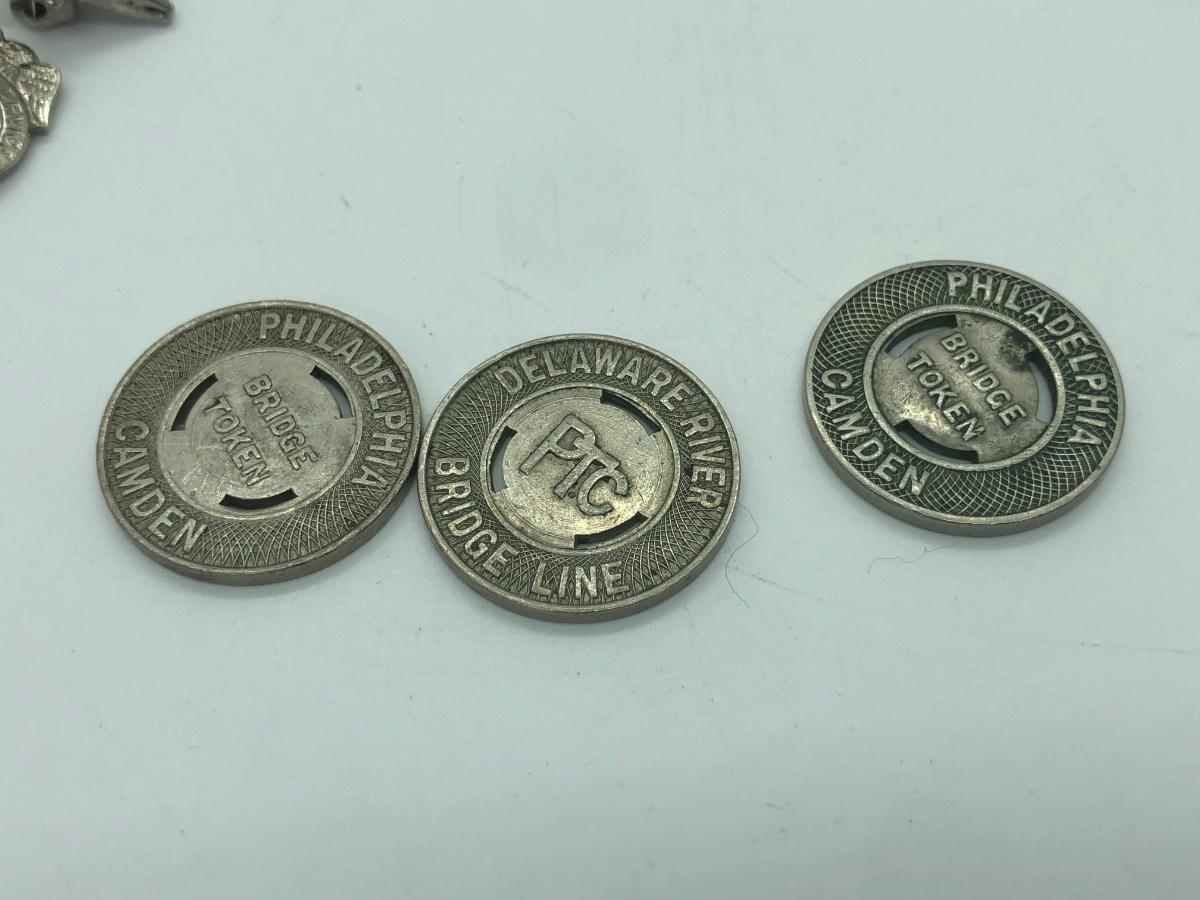 PHILADELPHIA
BRIDGE
TOKEN
CAMDEN
DELAWARE RIVER
PTC
BRIDGE LINE
PHILADELPHIA
BRIDGE
TOKEN
CAMDEN